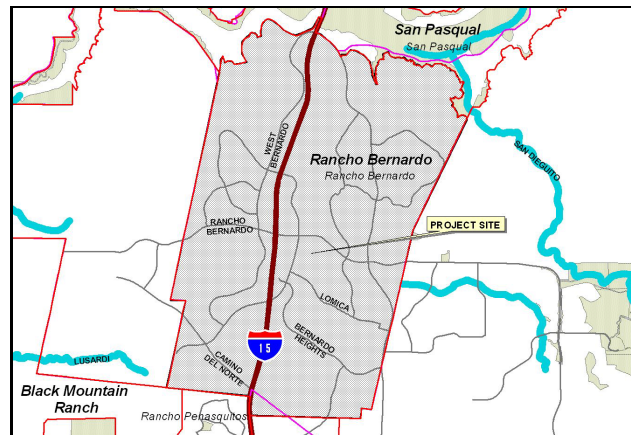 San Pasqual
San Pasqual
WEST
BERNARDO
Rancho Bernardo
Rancho Bernardo
SAN DIEGUITO
RANCHO
BERNARDO
PROJECT SITE
LOMICA
BERNARDO
HEIGHTS
15
LUSARDI
CAMINO
DEL NORTE
Black Mountain
Ranch
Rancho Penasquitos